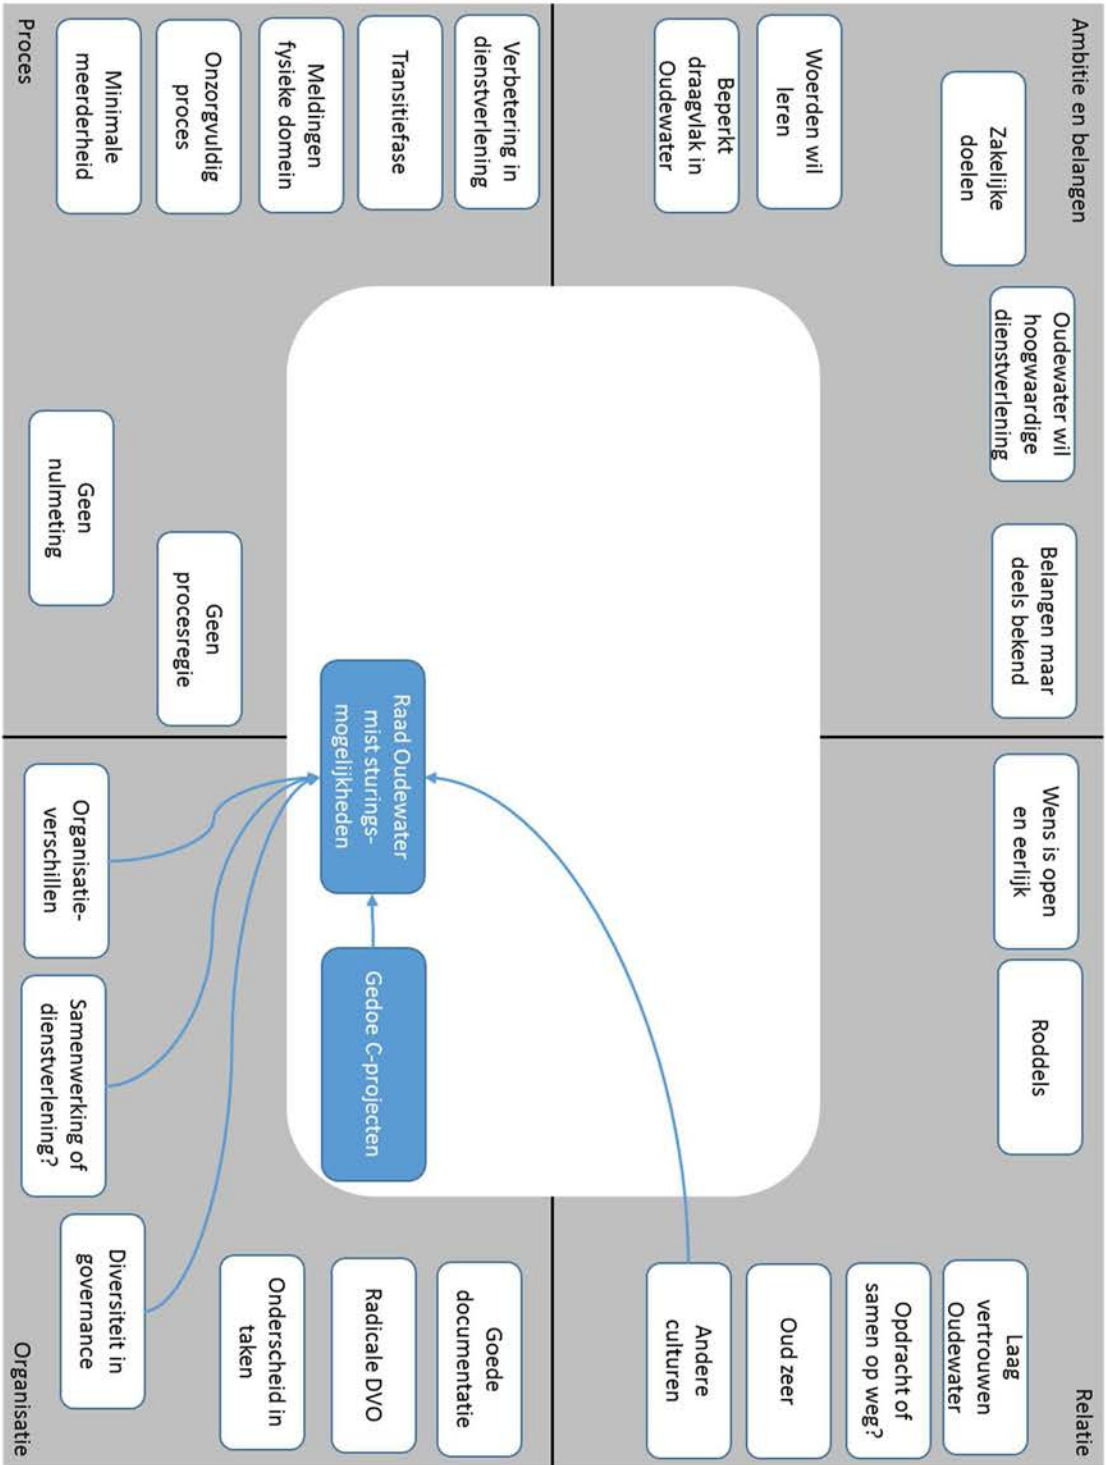 Ambitie en belangen
Zakelijke
doelen
Oudewater wil
hoogwaardige
dienstverlening
Belangen maar
deels bekend
Woerden wil
leren
Beperkt
draagvlak in
Oudewater
Relatie
Wens is open
en eerlijk
Roddels
Laag
vertrouwen
Oudewater
Opdracht of
samen op weg?
Oud zeer
Andere
culturen
Verbetering in
dienstverlening
Transitiefase
Meldingen
fysieke domein
Onzorgvuldig
proces
Minimale
meerderheid
Geen
procesregie
Geen
nulmeting
Proces
Raad Oudewater
mist sturings-
mogelijkheden
Gedoe C-projecten
Goede
documentatie
Radicale DVO
Onderscheid in
taken
Diversiteit in
governance
Organisatie-
verschillen
Samenwerking of
dienstverlening?
Organisatie